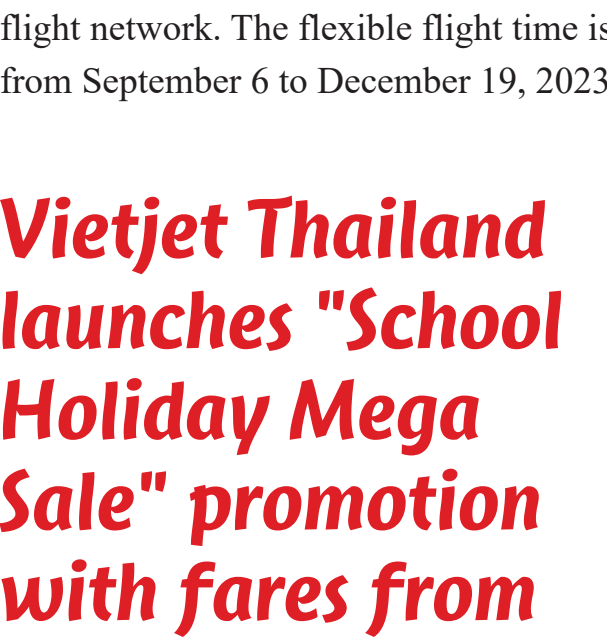 flight network. The flexible flight time is
from September 6 to December 19, 2023
Vietjet Thailand
launches "School
Holiday Mega
Sale" promotion
with fares from